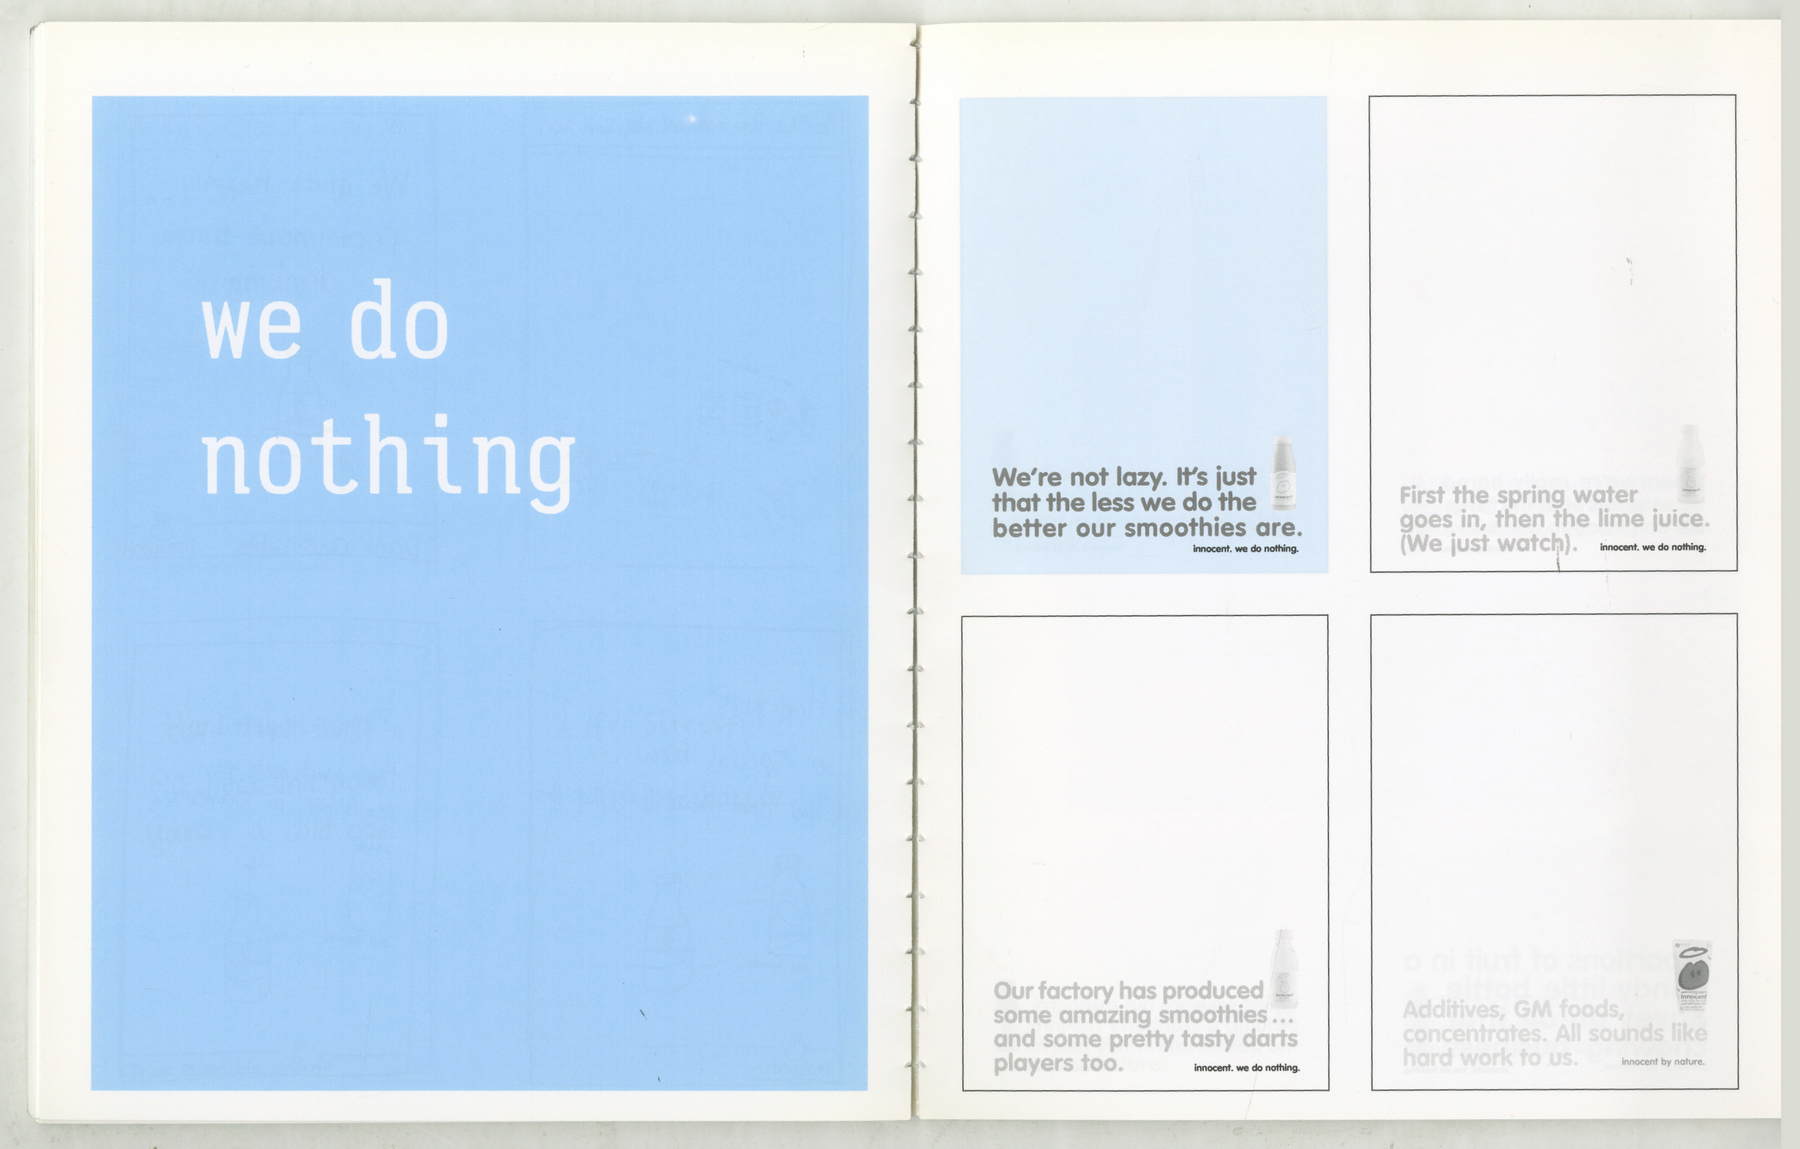 we do
nothing
We're not lazy. It's just
that the less we do the
better our smoothies are.
innocent. we do nothing.
First the spring water
goes in, then the lime juice.
(We just watch).
innocent. we do nothing.
Our factory has produced
some amazing smoothies...
and some pretty tasty darts
players too.
innocent. we do nothing.
Additives, GM foods,
concentrates. All sounds like
hard work to us.
innocent by nature.